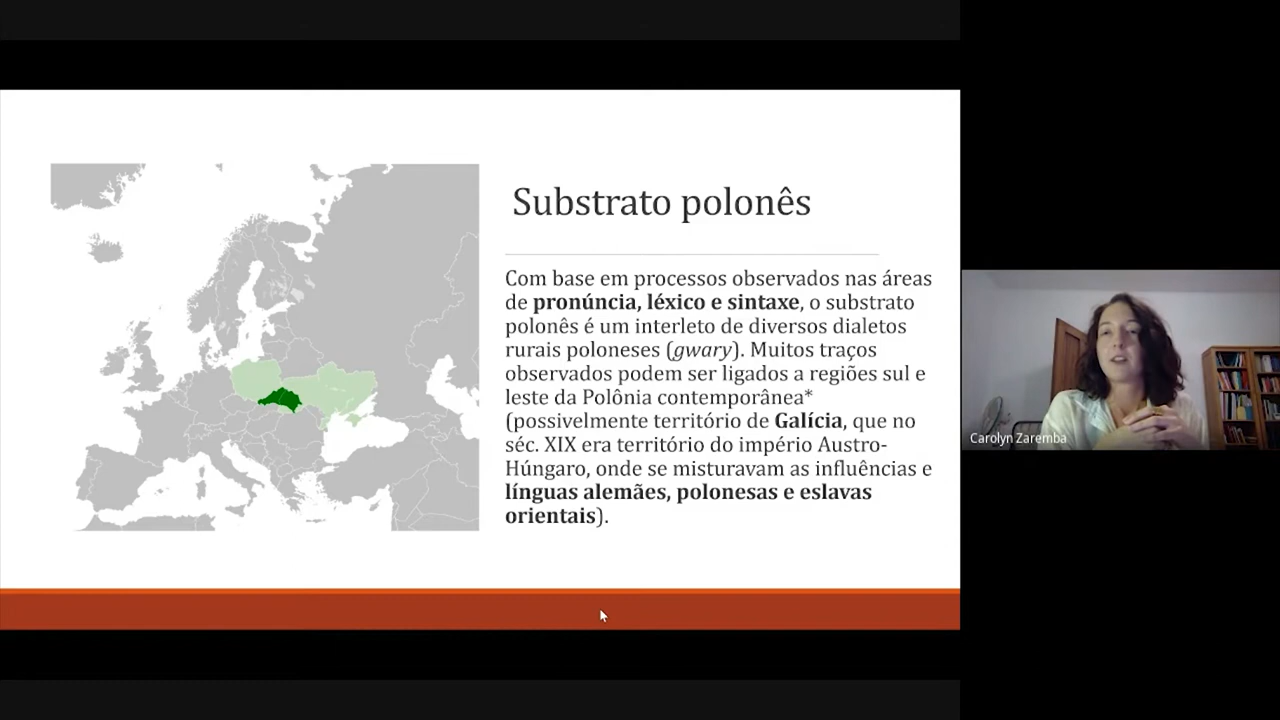 Substrato polonês
Com base em processos observados nas áreas
de pronúncia, léxico e sintaxe, o substrato
polonês é um interleto de diversos dialetos
rurais poloneses (gwary). Muitos traços
observados podem ser ligados a regiões sul e
leste da Polônia contemporânea*
(possivelmente território de Galícia, que no
séc. XIX era território do império Austro-
Húngaro, onde se misturavam as influências e
línguas alemães, polonesas e eslavas
orientais).
Carolyn Zaremba